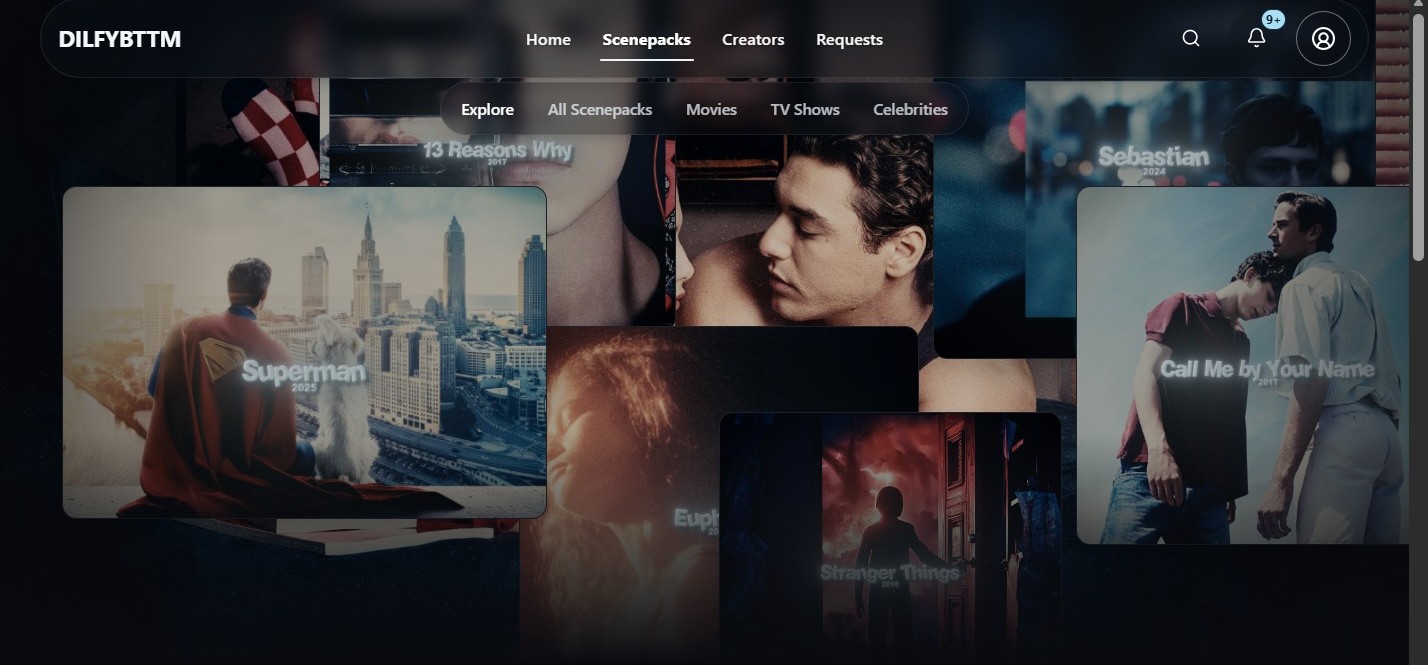 DILFYBTTM
Home
Scenepacks
Creators
Requests
9+
Explore
All Scenepacks
Movies
TV Shows
Celebrities
13 Reasons Why
2017
Sebastian
2024
Superman
2025
Call Me by Your Name
2017
Euph
Stranger Things
2016